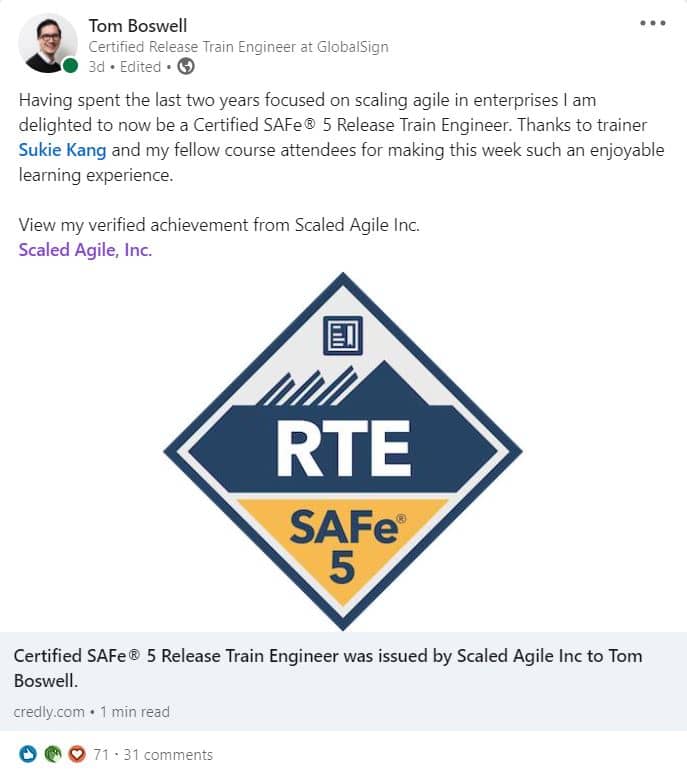 Tom Boswell
Certified Release Train Engineer at GlobalSign
3d • Edited •
Having spent the last two years focused on scaling agile in enterprises I am
delighted to now be a Certified SAFe® 5 Release Train Engineer. Thanks to trainer
Sukie Kang and my fellow course attendees for making this week such an enjoyable
learning experience.
View my verified achievement from Scaled Agile Inc.
Scaled Agile, Inc.
RTE
SAFe®
5
Certified SAFe® 5 Release Train Engineer was issued by Scaled Agile Inc to Tom
Boswell.
credly.com • 1 min read
71 · 31 comments